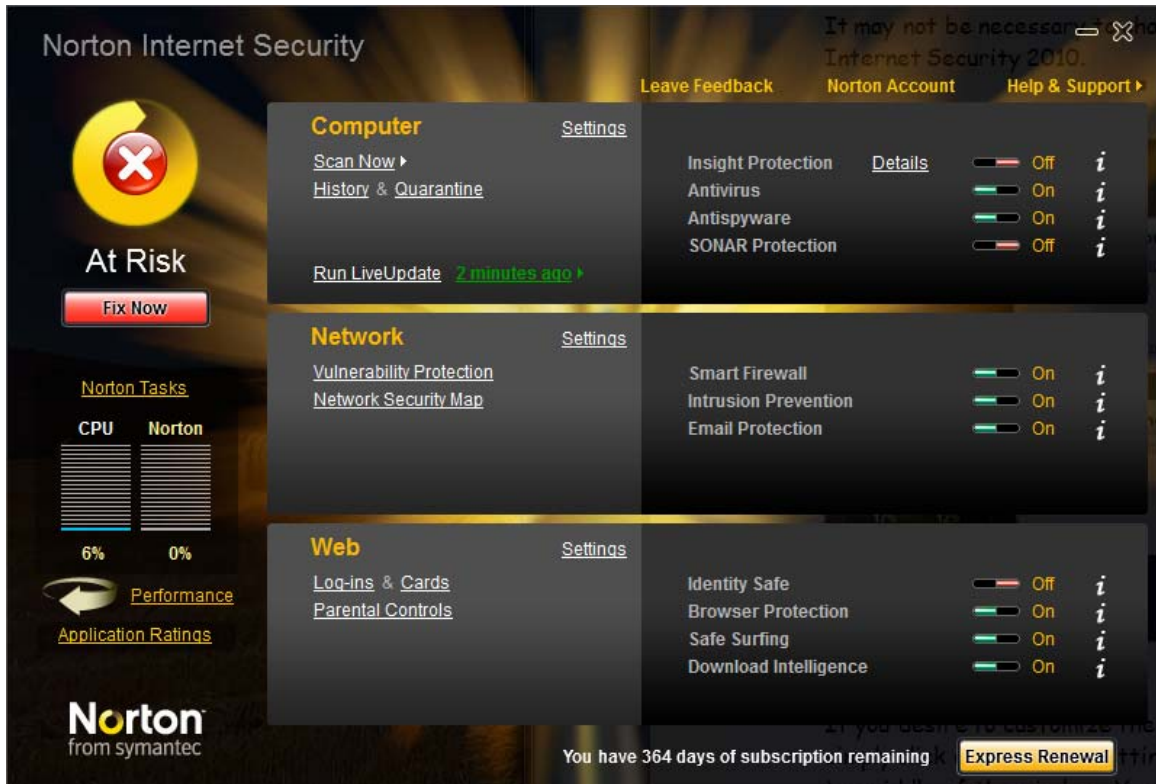 It may not be necessary to
Internet Security 2010.
Norton Internet Security
Leave Feedback Norton Account Help & Support
At Risk
Fix Now
Norton Tasks
CPU Norton
6% 0%
Performance
Application Ratings
Norton
from symantec
Computer Settings
Scan Now
History & Quarantine
Run LiveUpdate 2 minutes ago
Insight Protection Details Off i
Antivirus On i
Antispyware On i
SONAR Protection Off i
Network Settings
Vulnerability Protection
Network Security Map
Smart Firewall On i
Intrusion Prevention On i
Email Protection On i
Web Settings
Log-ins & Cards
Parental Controls
Identity Safe Off i
Browser Protection On i
Safe Surfing On i
Download Intelligence On i
You have 364 days of subscription remaining Express Renewal